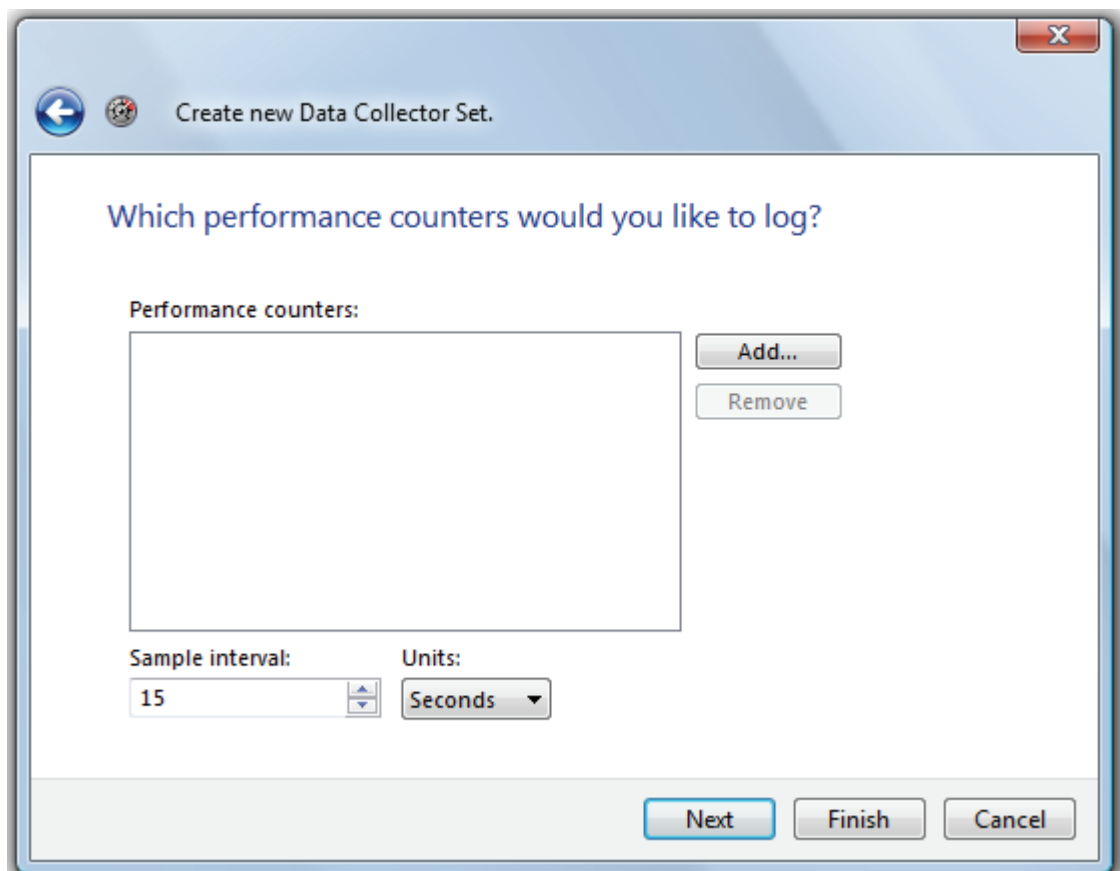 Create new Data Collector Set.
Which performance counters would you like to log?
Performance counters:
Add...
Remove
Sample interval: Units:
15 Seconds
Next Finish Cancel